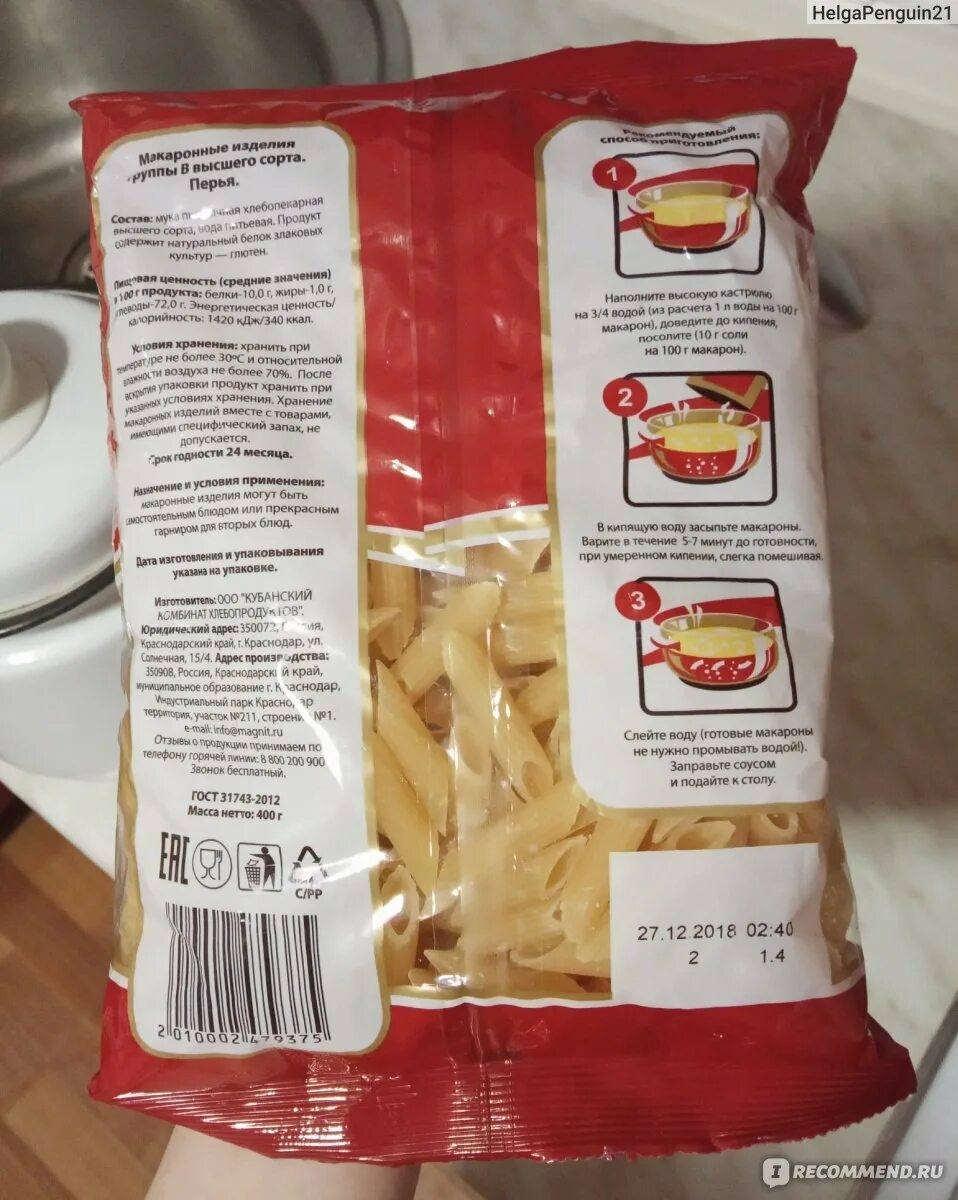 HelgaPenguin21
Макаронные изделия
группы В высшего сорта.
Перья.
Состав: мука пшеничная хлебопекарная
высшего сорта, вода питьевая. Продукт
содержит натуральный белок злаковых
культур — глютен.
Пищевая ценность (средние значения)
в 100 г продукта: белки-10,0 г, жиры-1,0 г,
углеводы-72,0 г. Энергетическая ценность/
калорийность: 1420 кДж/340 ккал.
Условия хранения: хранить при
температуре не более 30ºС и относительной
влажности воздуха не более 70%. После
вскрытия упаковки продукт хранить при
указанных условиях хранения. Хранение
макаронных изделий вместе с товарами,
имеющими специфический запах, не
допускается.
Срок годности 24 месяца.
Назначение и условия применения:
макаронные изделия могут быть
самостоятельным блюдом или прекрасным
гарниром для вторых блюд.
Дата изготовления и упаковывания
указана на упаковке.
Изготовитель: ООО "КУБАНСКИЙ
КОМБИНАТ ХЛЕБОПРОДУКТОВ".
Юридический адрес: 350072, Россия,
Краснодарский край, г. Краснодар, ул.
Солнечная, 15/4. Адрес производства:
350908, Россия, Краснодарский край,
муниципальное образование г. Краснодар,
Индустриальный парк Краснодар
территория, участок №211, строение №1.
e-mail: info@magnit.ru
Отзывы о продукции принимаем по
телефону горячей линии: 8 800 200 900
Звонок бесплатный.
ГОСТ 31743-2012
Масса нетто: 400 г
ЕАС
C/PP
2 010002 479375
Рекомендуемый
способ приготовления:
1
Наполните высокую кастрюлю
на 3/4 водой (из расчета 1 л воды на 100 г
макарон), доведите до кипения,
посолите (10 г соли
на 100 г макарон).
2
В кипящую воду засыпьте макароны.
Варите в течение 5-7 минут до готовности,
при умеренном кипении, слегка помешивая.
3
Слейте воду (готовые макароны
не нужно промывать водой!).
Заправьте соусом
и подайте к столу.
27.12.2018 02:40
2 1.4
IRECOMMEND.RU